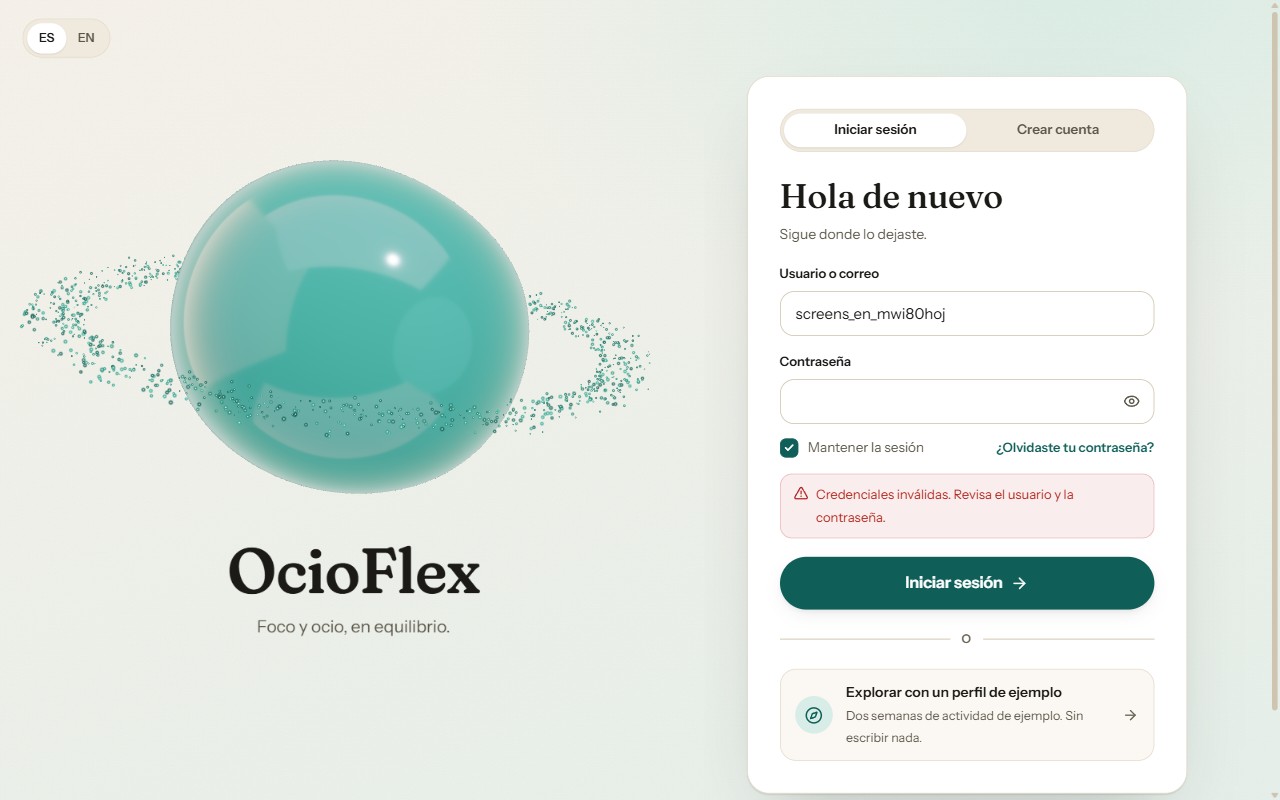 ES EN
OcioFlex
Foco y ocio, en equilibrio.
Iniciar sesión Crear cuenta
Hola de nuevo
Sigue donde lo dejaste.
Usuario o correo
screens_en_mwi80hoj
Contraseña
Mantener la sesión ¿Olvidaste tu contraseña?
Credenciales inválidas. Revisa el usuario y la
contraseña.
Iniciar sesión
O
Explorar con un perfil de ejemplo
Dos semanas de actividad de ejemplo. Sin
escribir nada.